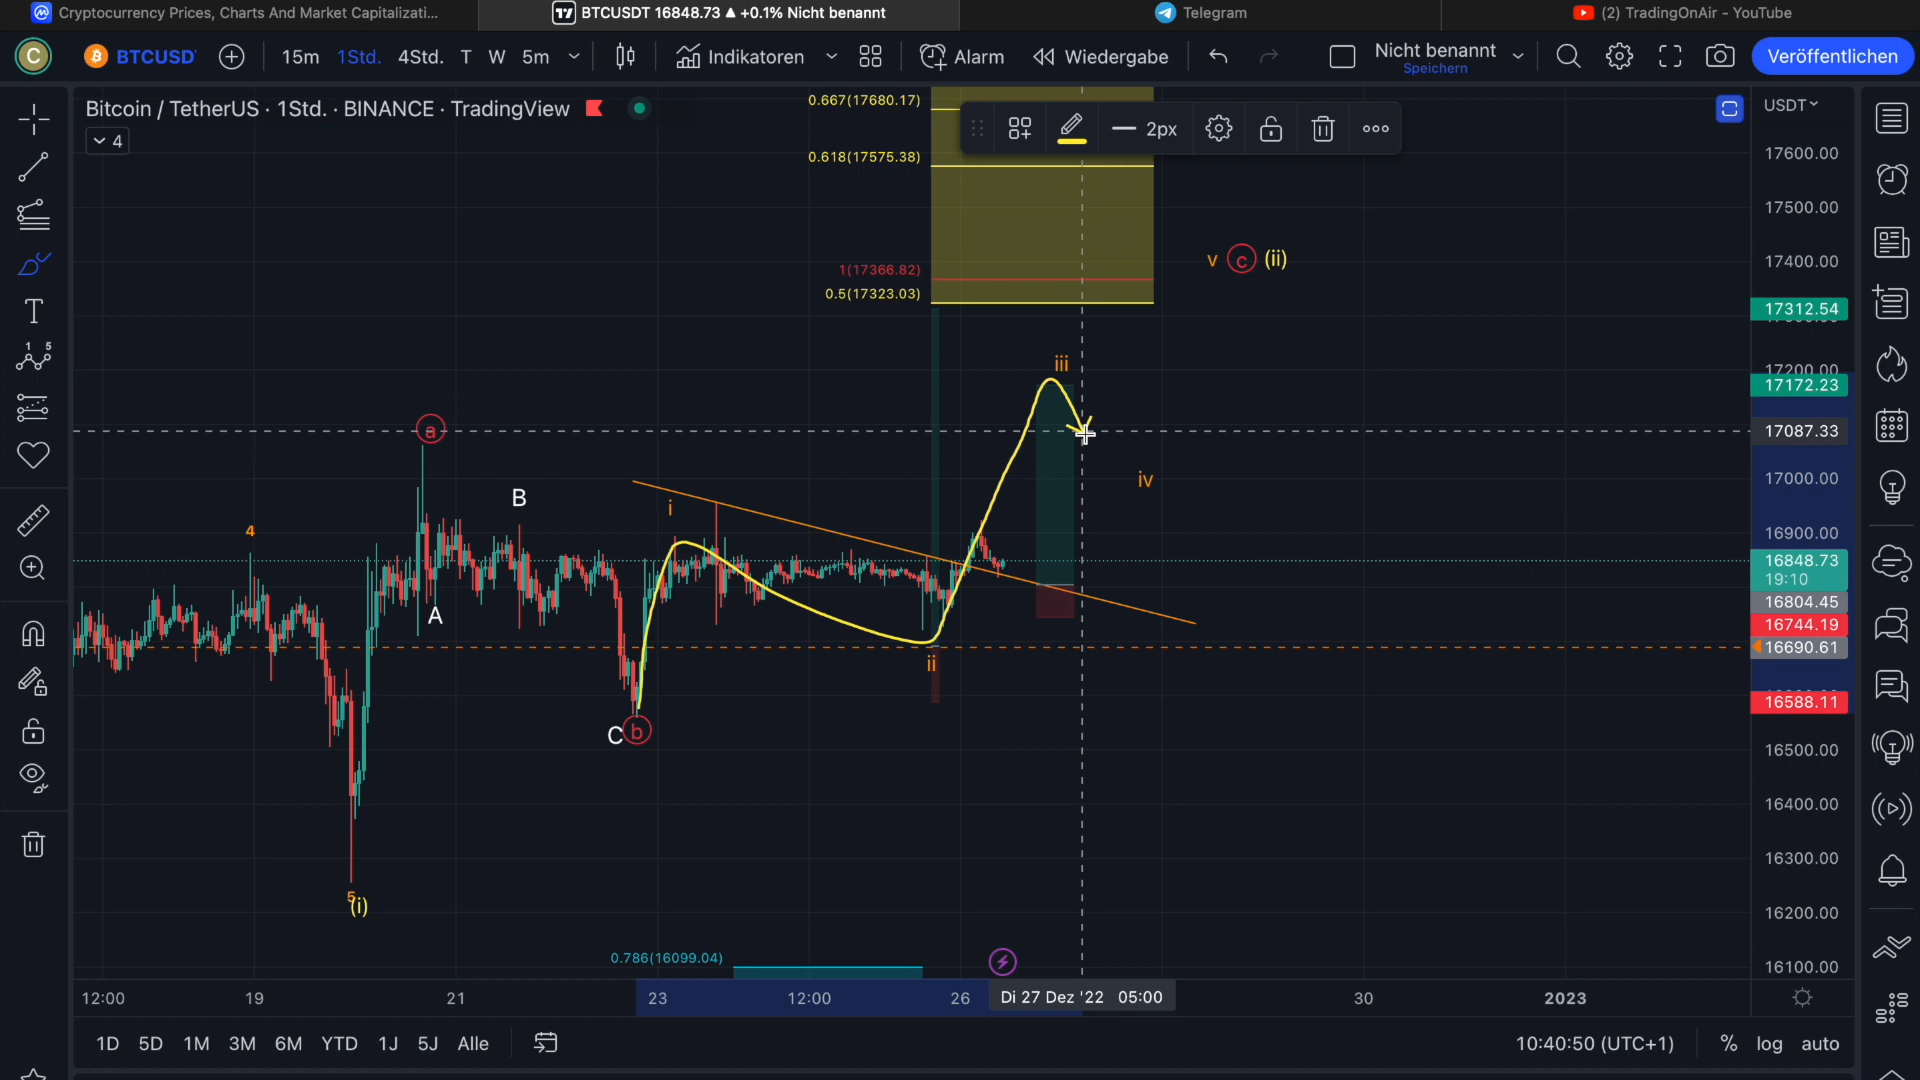 Cryptocurrency Prices, Charts And Market Capitalizati...
BTCUSDT 16848.73 ▲ +0.1% Nicht benannt
Telegram
(2) TradingOnAir - YouTube
C
BTCUSD
15m 1Std. 4Std. T W 5m
Indikatoren
Alarm
Wiedergabe
Nicht benannt
Speichern
Veröffentlichen
Bitcoin / TetherUS · 1Std. · BINANCE · TradingView
4
2px
USDT
0.667(17680.17)
0.618(17575.38)
1(17366.82)
0.5(17323.03)
v c (ii)
iii
a
B
i
iv
4
A
ii
C b
5
(i)
0.786(16099.04)
17600.00
17500.00
17400.00
17312.54
17200.00
17172.23
17087.33
17000.00
16900.00
16848.73
19:10
16804.45
16744.19
16690.61
16588.11
16500.00
16400.00
16300.00
16200.00
16100.00
12:00 19 21 23 12:00 26 Di 27 Dez '22 05:00 30 2023
1D 5D 1M 3M 6M YTD 1J 5J Alle
10:40:50 (UTC+1) % log auto